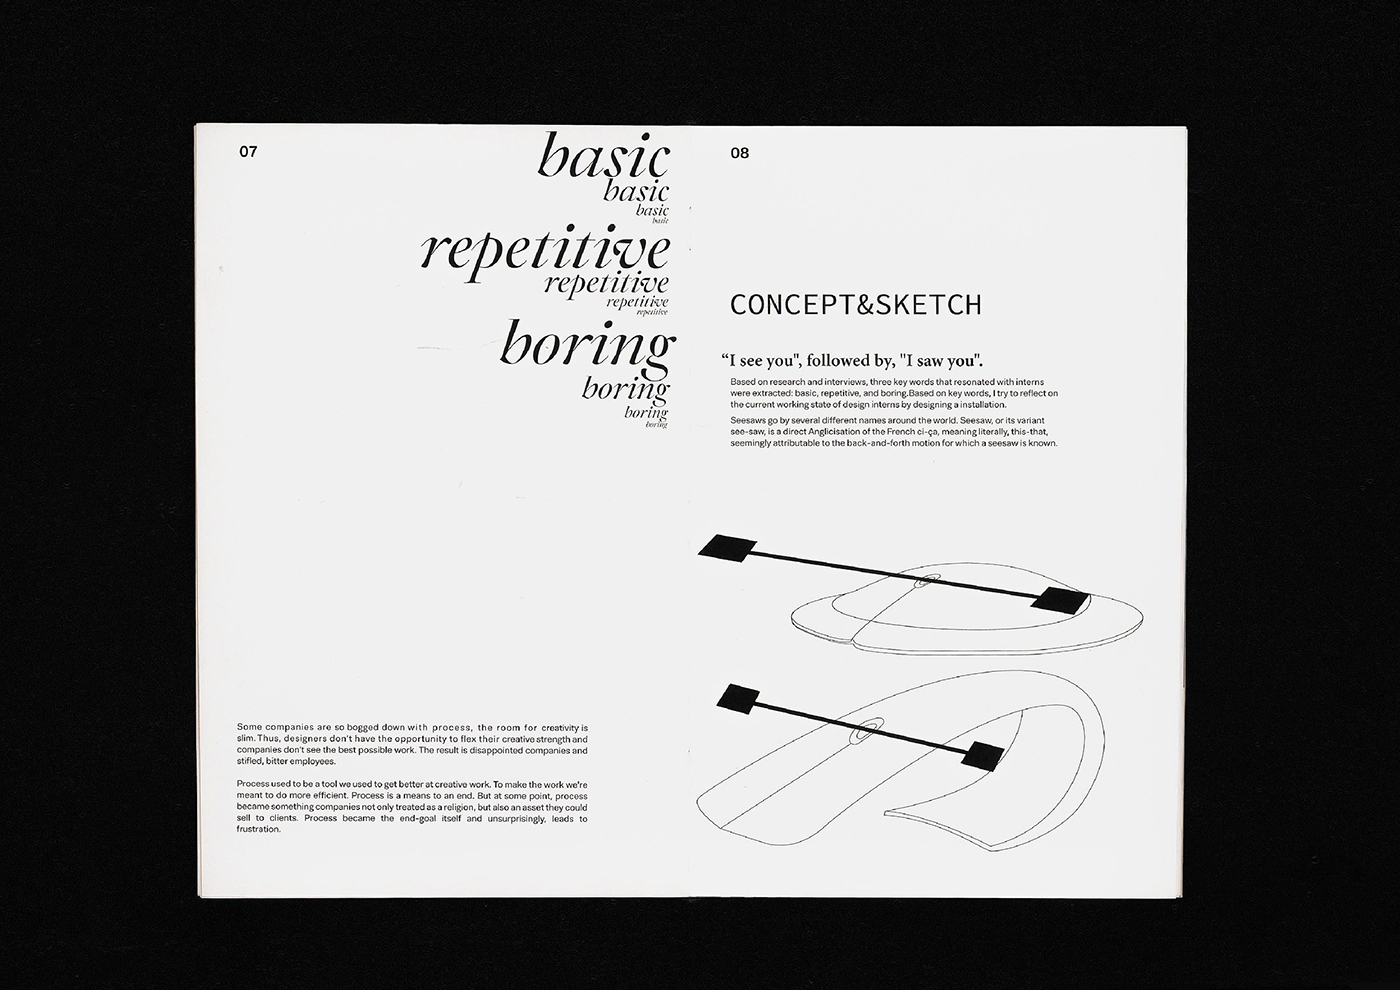 07
basic
basic
basic
basic
repetitive
repetitive
repetitive
repetitive
boring
boring
boring
boring
Some companies are so bogged down with process, the room for creativity is
slim. Thus, designers don't have the opportunity to flex their creative strength and
companies don't see the best possible work. The result is disappointed companies and
stifled, bitter employees.
Process used to be a tool we used to get better at creative work. To make the work we're
meant to do more efficient. Process is a means to an end. But at some point, process
became something companies not only treated as a religion, but also an asset they could
sell to clients. Process became the end-goal itself and unsurprisingly, leads to
frustration.
08
CONCEPT&SKETCH
“I see you", followed by, "I saw you".
Based on research and interviews, three key words that resonated with interns
were extracted: basic, repetitive, and boring.Based on key words, I try to reflect on
the current working state of design interns by designing a installation.
Seesaws go by several different names around the world. Seesaw, or its variant
see-saw, is a direct Anglicisation of the French ci-ça, meaning literally, this-that,
seemingly attributable to the back-and-forth motion for which a seesaw is known.